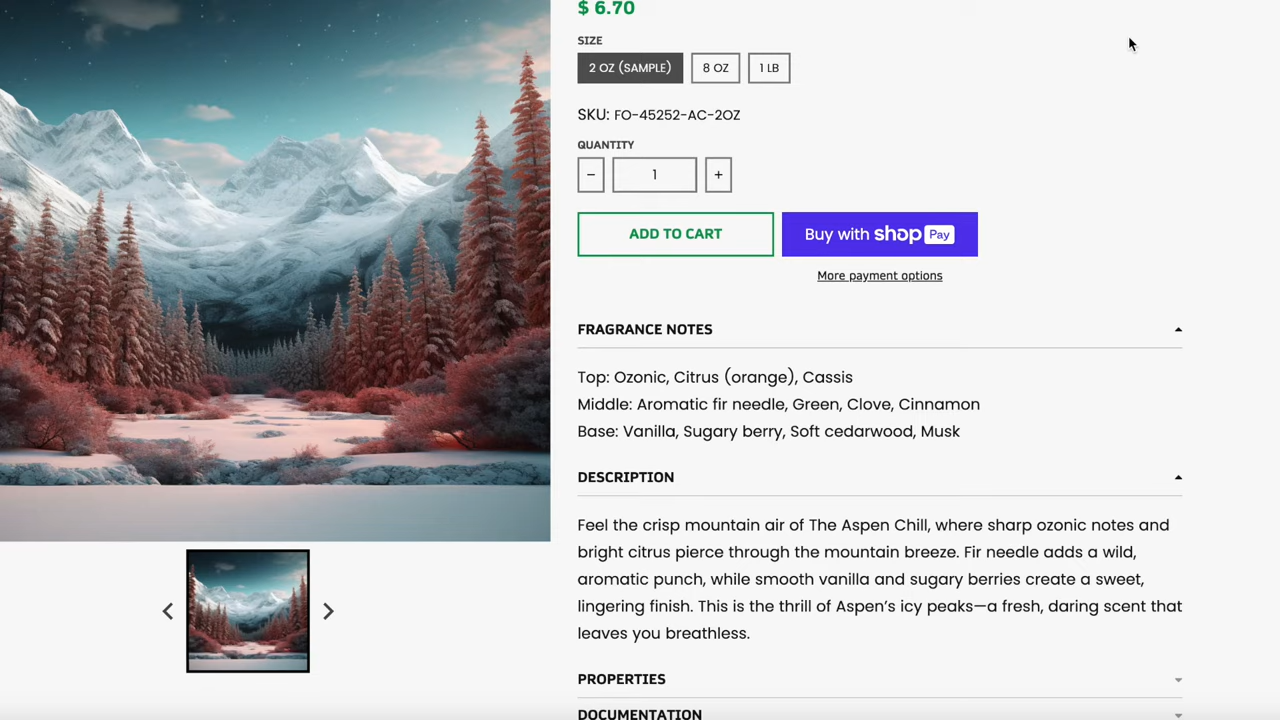 $ 6.70
SIZE
2 OZ (SAMPLE)
8 OZ
1 LB
SKU: FO-45252-AC-2OZ
QUANTITY
− 1 +
ADD TO CART
Buy with shop Pay
More payment options
FRAGRANCE NOTES
Top: Ozonic, Citrus (orange), Cassis
Middle: Aromatic fir needle, Green, Clove, Cinnamon
Base: Vanilla, Sugary berry, Soft cedarwood, Musk
DESCRIPTION
Feel the crisp mountain air of The Aspen Chill, where sharp ozonic notes and
bright citrus pierce through the mountain breeze. Fir needle adds a wild,
aromatic punch, while smooth vanilla and sugary berries create a sweet,
lingering finish. This is the thrill of Aspen’s icy peaks—a fresh, daring scent that
leaves you breathless.
PROPERTIES
DOCUMENTATION